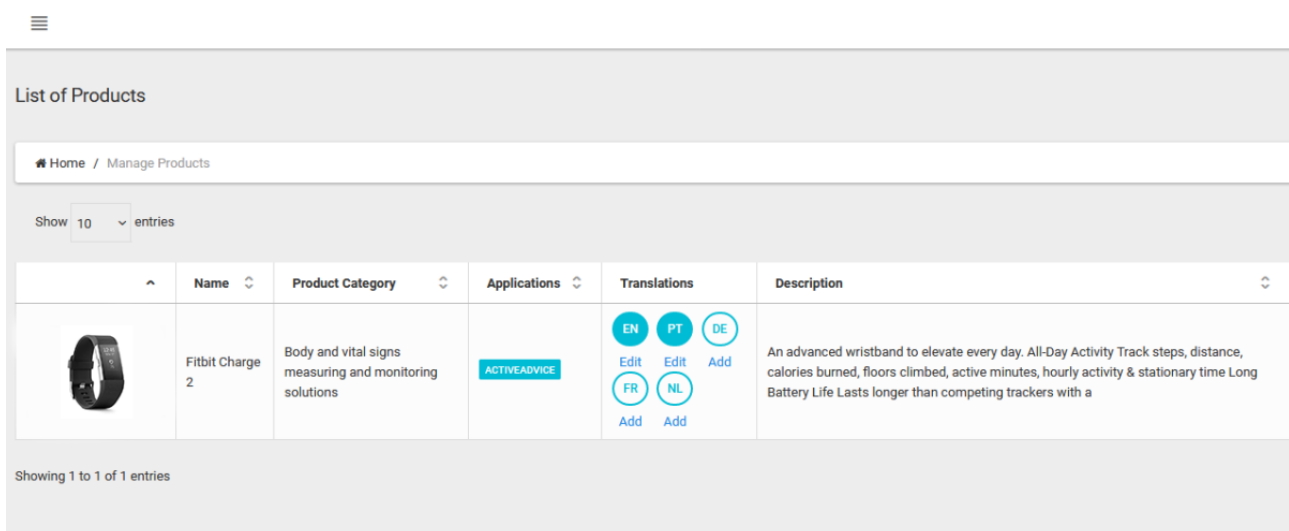 List of Products
Home / Manage Products
Show 10 entries
Name Product Category Applications Translations Description
Fitbit Charge
2
Body and vital signs
measuring and monitoring
solutions
ACTIVEADVICE
EN PT DE
Edit Edit Add
FR NL
Add Add
An advanced wristband to elevate every day. All-Day Activity Track steps, distance,
calories burned, floors climbed, active minutes, hourly activity & stationary time Long
Battery Life Lasts longer than competing trackers with a
Showing 1 to 1 of 1 entries